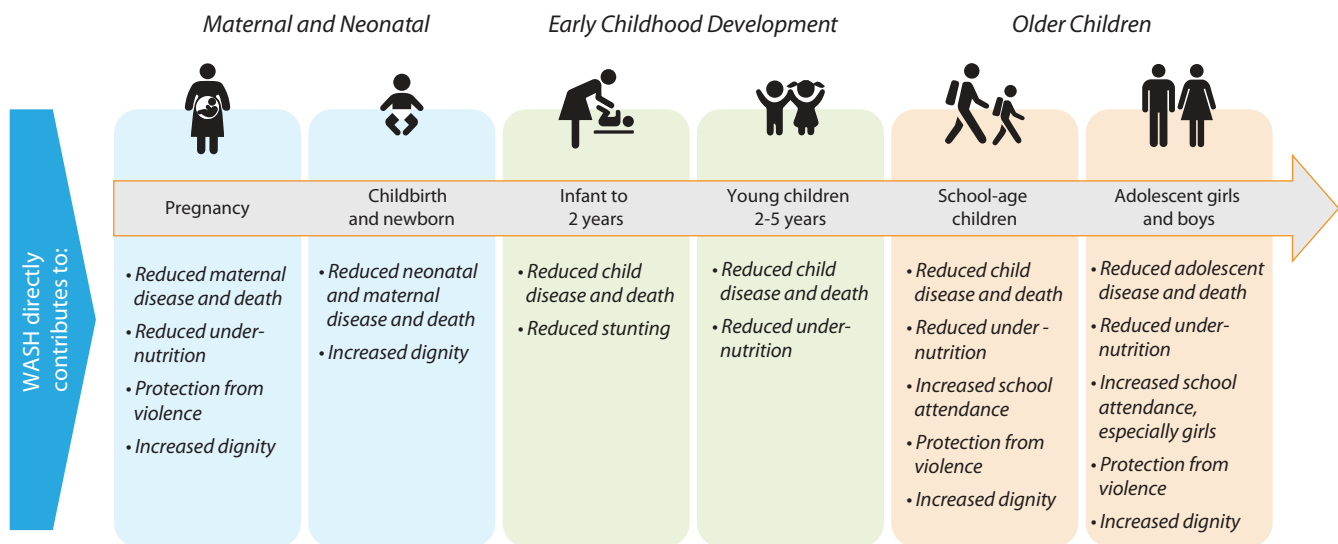 Maternal and Neonatal
Early Childhood Development
Older Children
WASH directly
contributes to:
Pregnancy
• Reduced maternal
disease and death
• Reduced under-
nutrition
• Protection from
violence
• Increased dignity
Childbirth
and newborn
• Reduced neonatal
and maternal
disease and death
• Increased dignity
Infant to
2 years
• Reduced child
disease and death
• Reduced stunting
Young children
2-5 years
• Reduced child
disease and death
• Reduced under-
nutrition
School-age
children
• Reduced child
disease and death
• Reduced under -
nutrition
• Increased school
attendance
• Protection from
violence
• Increased dignity
Adolescent girls
and boys
• Reduced adolescent
disease and death
• Reduced under-
nutrition
• Increased school
attendance,
especially girls
• Protection from
violence
• Increased dignity